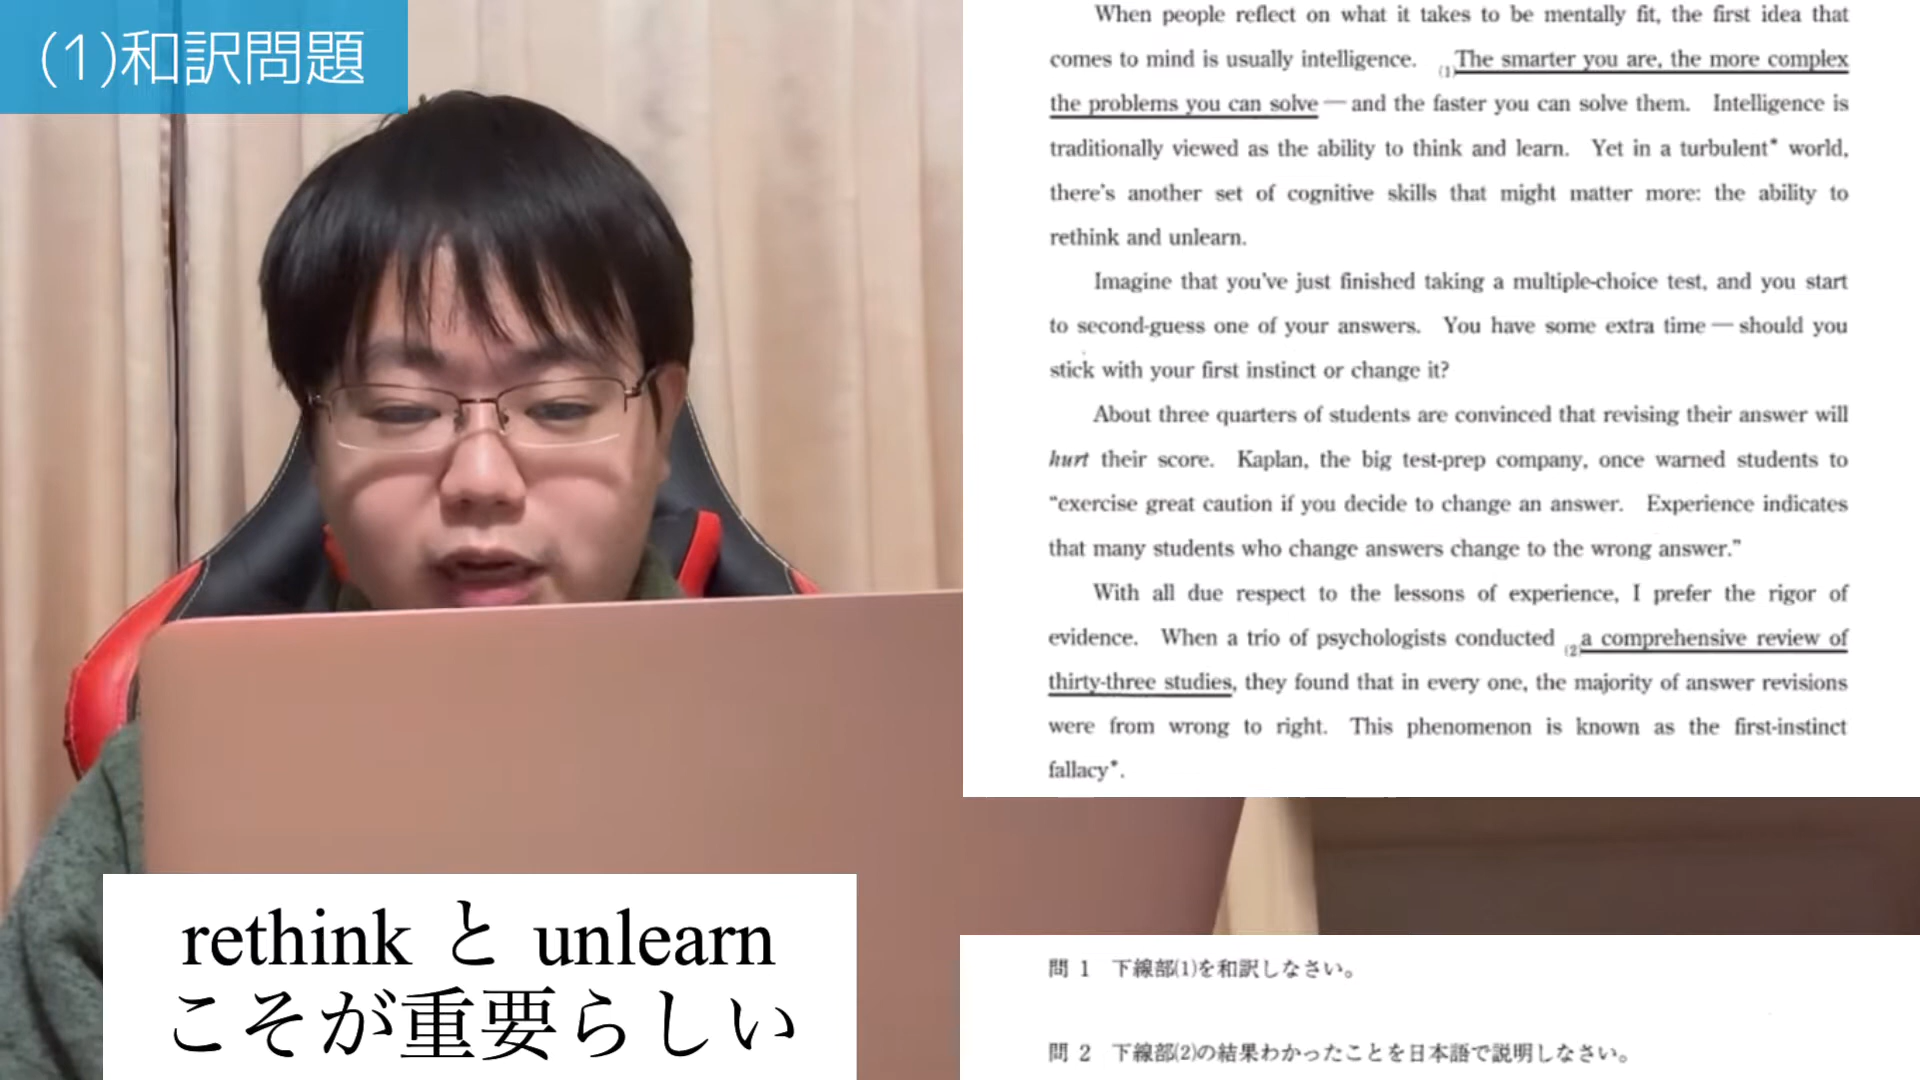 (1)和訳問題
When people reflect on what it takes to be mentally fit, the first idea that
comes to mind is usually intelligence. (1)The smarter you are, the more complex
the problems you can solve — and the faster you can solve them. Intelligence is
traditionally viewed as the ability to think and learn. Yet in a turbulent* world,
there's another set of cognitive skills that might matter more: the ability to
rethink and unlearn.
Imagine that you've just finished taking a multiple-choice test, and you start
to second-guess one of your answers. You have some extra time — should you
stick with your first instinct or change it?
About three quarters of students are convinced that revising their answer will
hurt their score. Kaplan, the big test-prep company, once warned students to
“exercise great caution if you decide to change an answer. Experience indicates
that many students who change answers change to the wrong answer.”
With all due respect to the lessons of experience, I prefer the rigor of
evidence. When a trio of psychologists conducted (2)a comprehensive review of
thirty-three studies, they found that in every one, the majority of answer revisions
were from wrong to right. This phenomenon is known as the first-instinct
fallacy*.
rethink と unlearn
こそが重要らしい
問 1 下線部(1)を和訳しなさい。
問 2 下線部(2)の結果わかったことを日本語で説明しなさい。